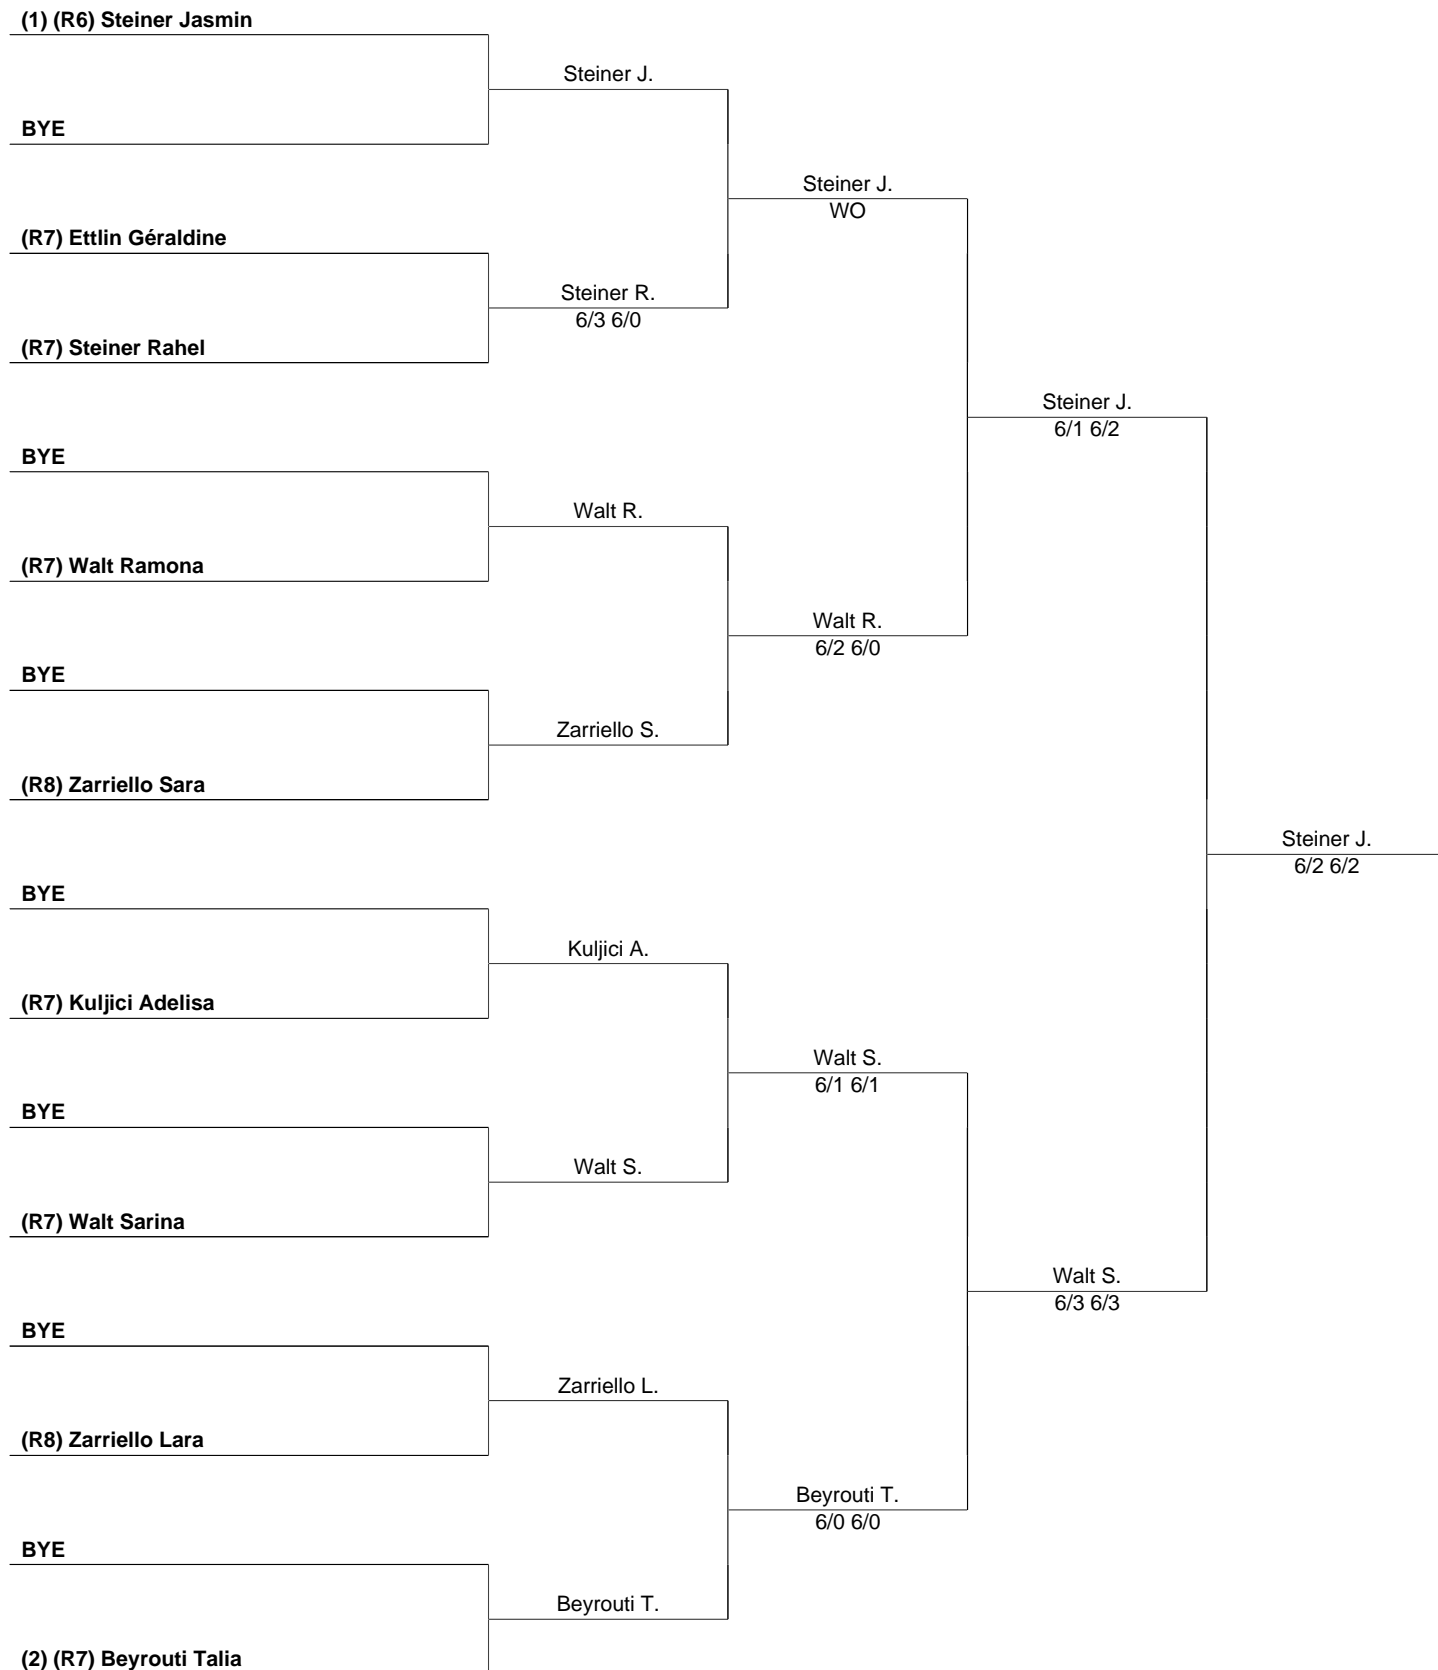 (1) (R6) Steiner Jasmin
Steiner J.
BYE
Steiner J.
WO
(R7) Ettlin Géraldine
Steiner R.
6/3 6/0
(R7) Steiner Rahel
Steiner J.
6/1 6/2
BYE
Walt R.
(R7) Walt Ramona
Walt R.
6/2 6/0
BYE
Zarriello S.
(R8) Zarriello Sara
Steiner J.
6/2 6/2
BYE
Kuljici A.
(R7) Kuljici Adelisa
Walt S.
6/1 6/1
BYE
Walt S.
(R7) Walt Sarina
Walt S.
6/3 6/3
BYE
Zarriello L.
(R8) Zarriello Lara
Beyrouti T.
6/0 6/0
BYE
Beyrouti T.
(2) (R7) Beyrouti Talia